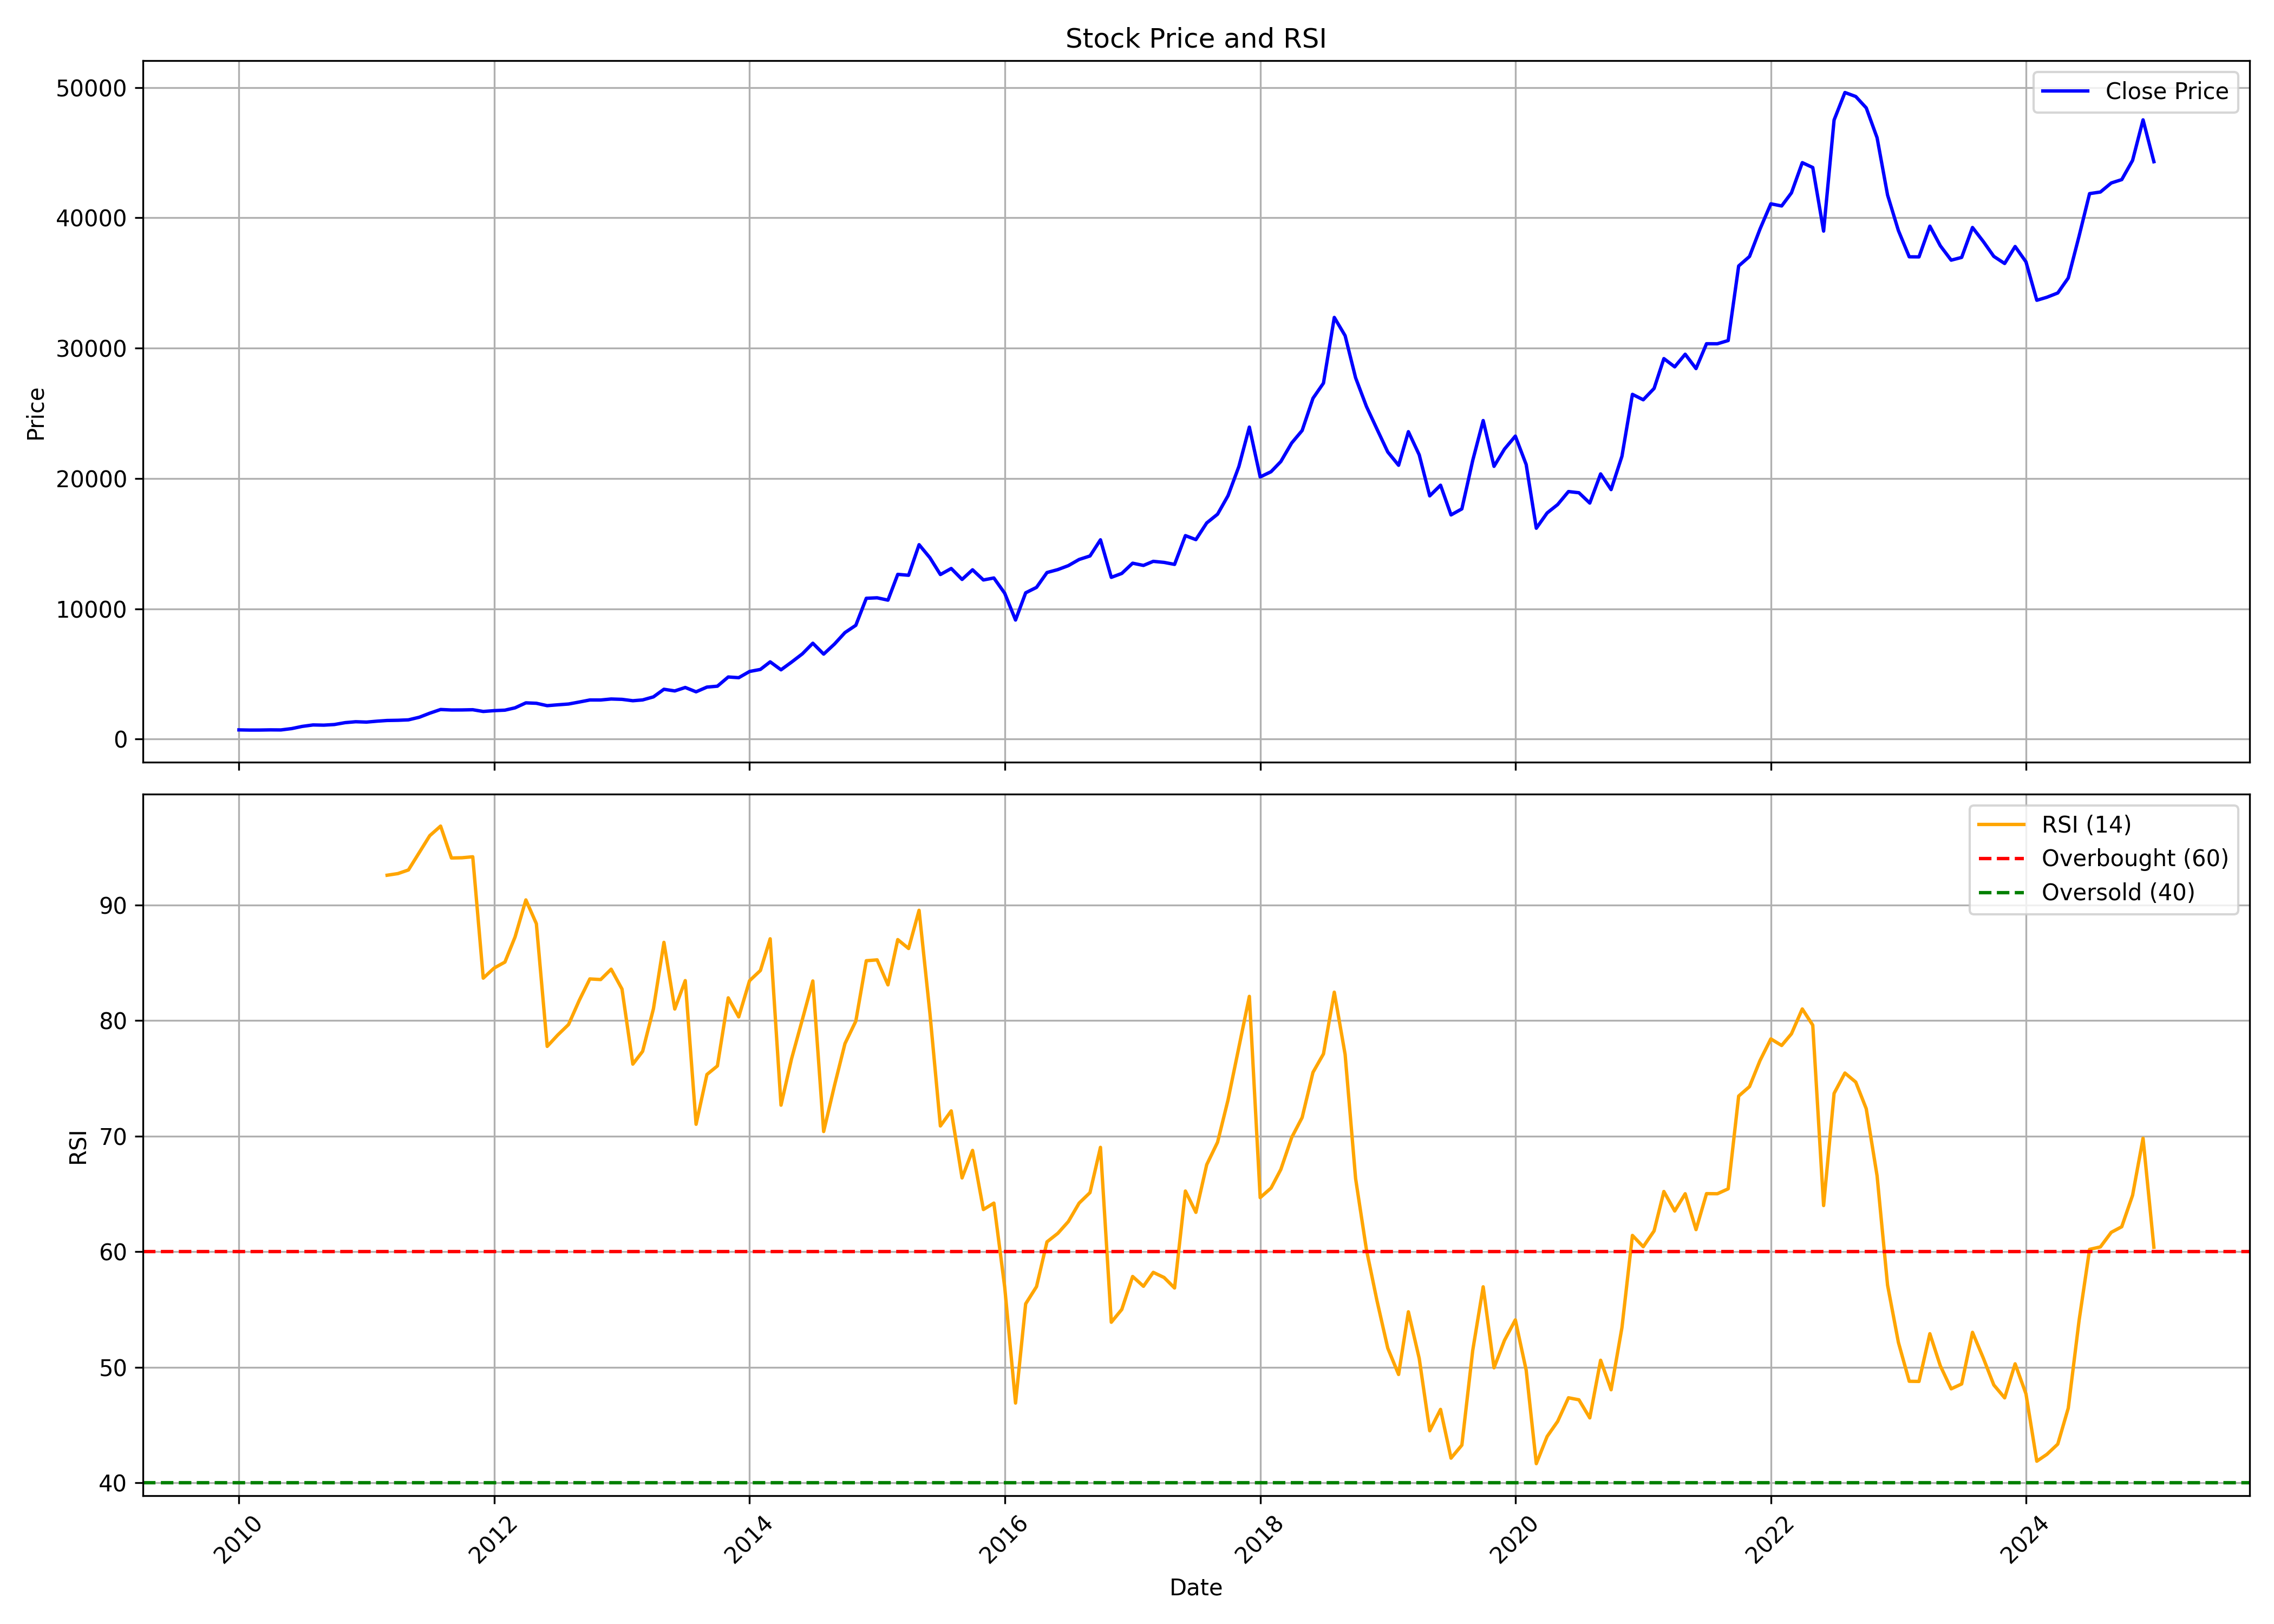 Stock Price and RSI
Price
50000
40000
30000
20000
10000
0
Close Price
RSI
90
80
70
60
50
40
RSI (14)
Overbought (60)
Oversold (40)
2010
2012
2014
2016
2018
2020
2022
2024
Date